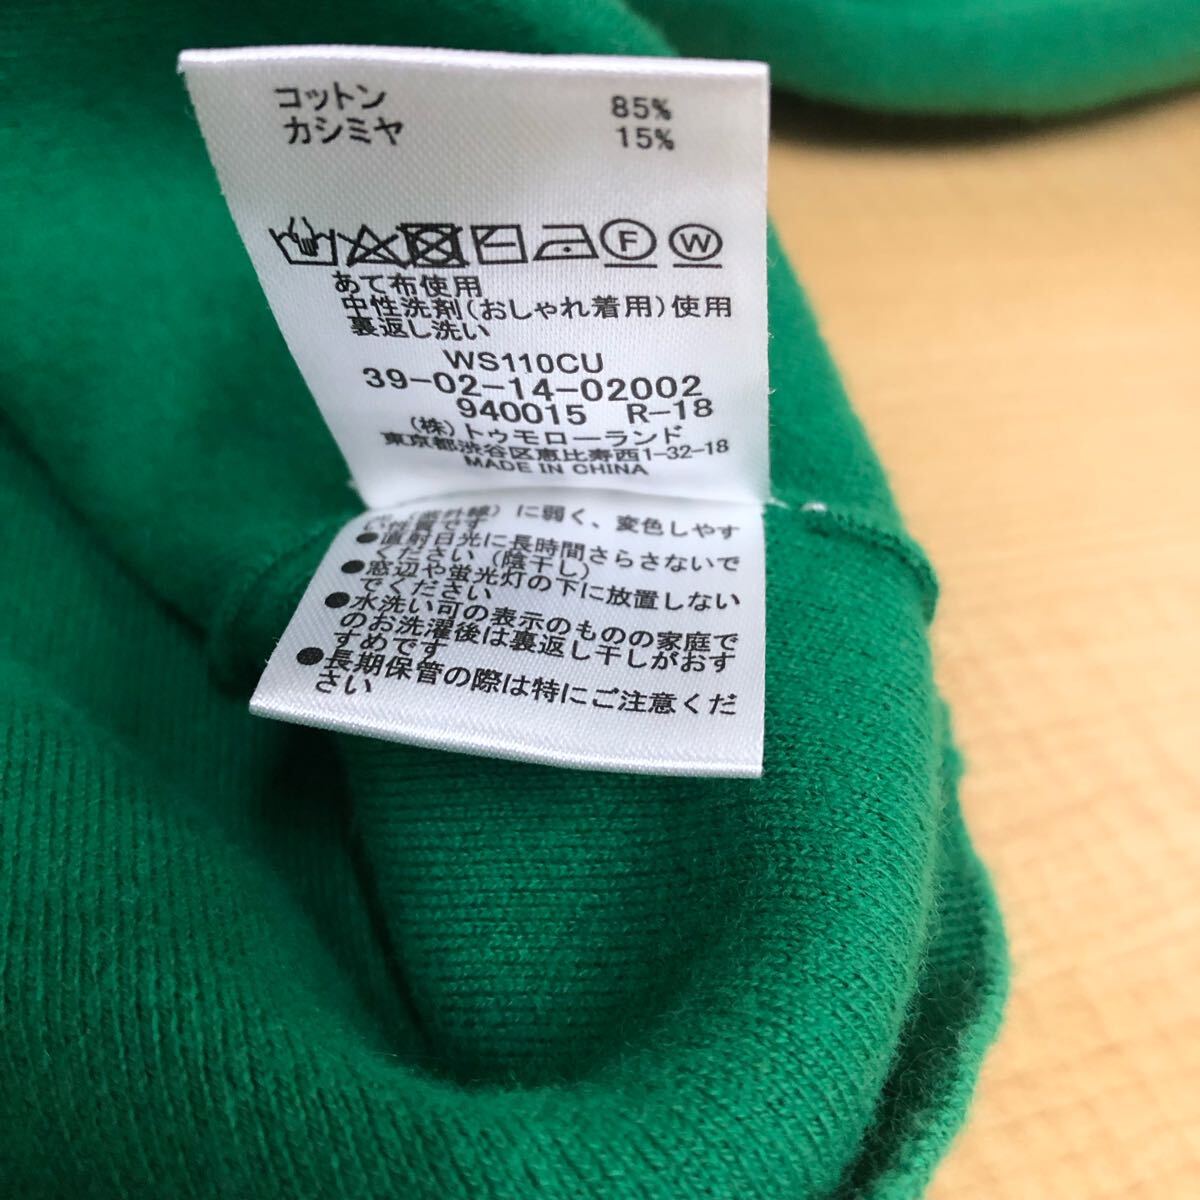 コットン 85%
カシミヤ 15%
F W
あて布使用
中性洗剤(おしゃれ着用)使用
裏返し洗い
WS110CU
39-02-14-02002
940015 R-18
(株)トゥモローランド
東京都渋谷区恵比寿西1-32-18
MADE IN CHINA
に弱く、変色しやす
い性質です
●直射日光に長時間さらさないで
ください(陰干し)
●窓辺や蛍光灯の下に放置しない
でください
●水洗い可の表示のものの家庭で
のお洗濯後は裏返し干しがおす
すめです
●長期保管の際は特にご注意くだ
さい